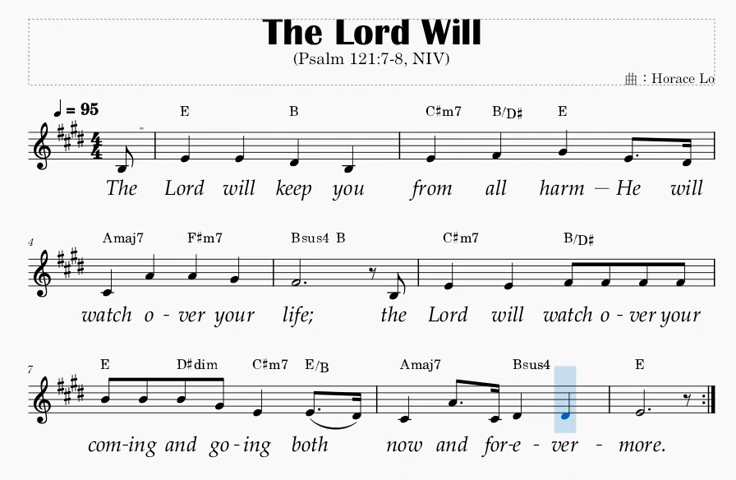 The Lord Will
(Psalm 121:7-8, NIV)
曲：Horace Lo
♩ = 95
E B C♯m7 B/D♯ E
4/4
The Lord will keep you from all harm — He will
4 Amaj7 F♯m7 Bsus4 B C♯m7 B/D♯
watch o - ver your life; the Lord will watch o - ver your
7 E D♯dim C♯m7 E/B Amaj7 Bsus4 E
com-ing and go-ing both now and for-e - ver - more.